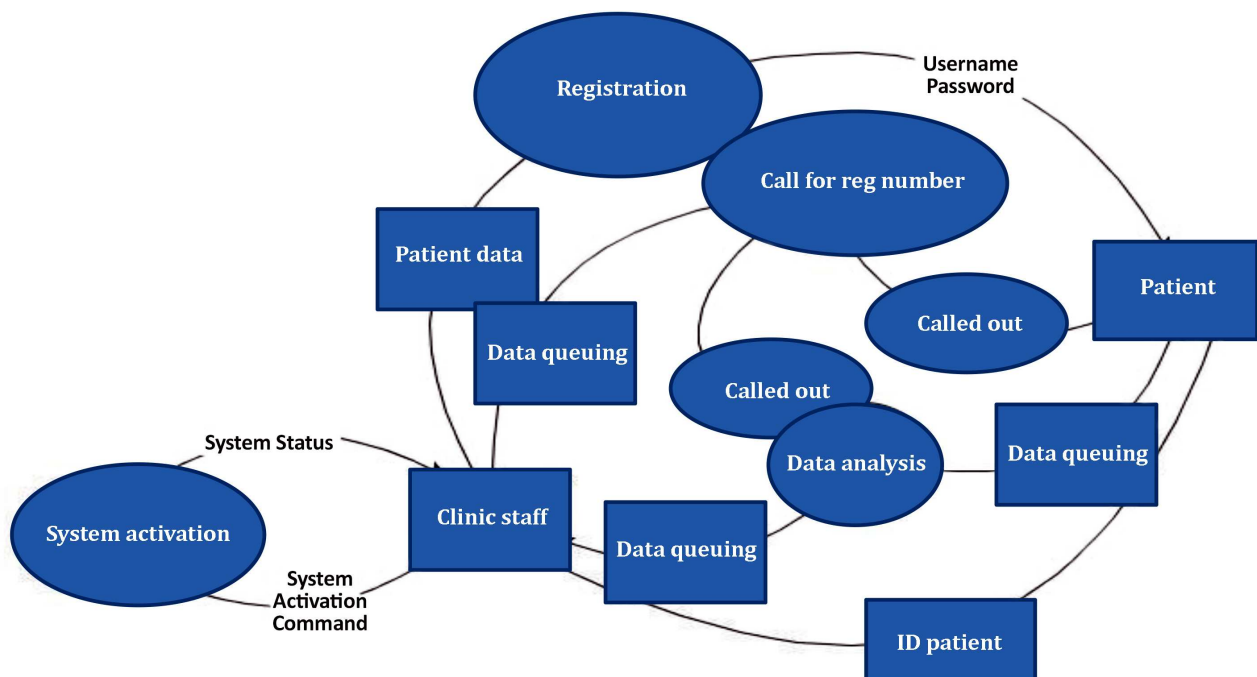 Registration
Username
Password
Call for reg number
Patient data
Patient
Called out
Data queuing
Called out
System Status
Data analysis
Data queuing
Clinic staff
System activation
Data queuing
System
Activation
Command
ID patient